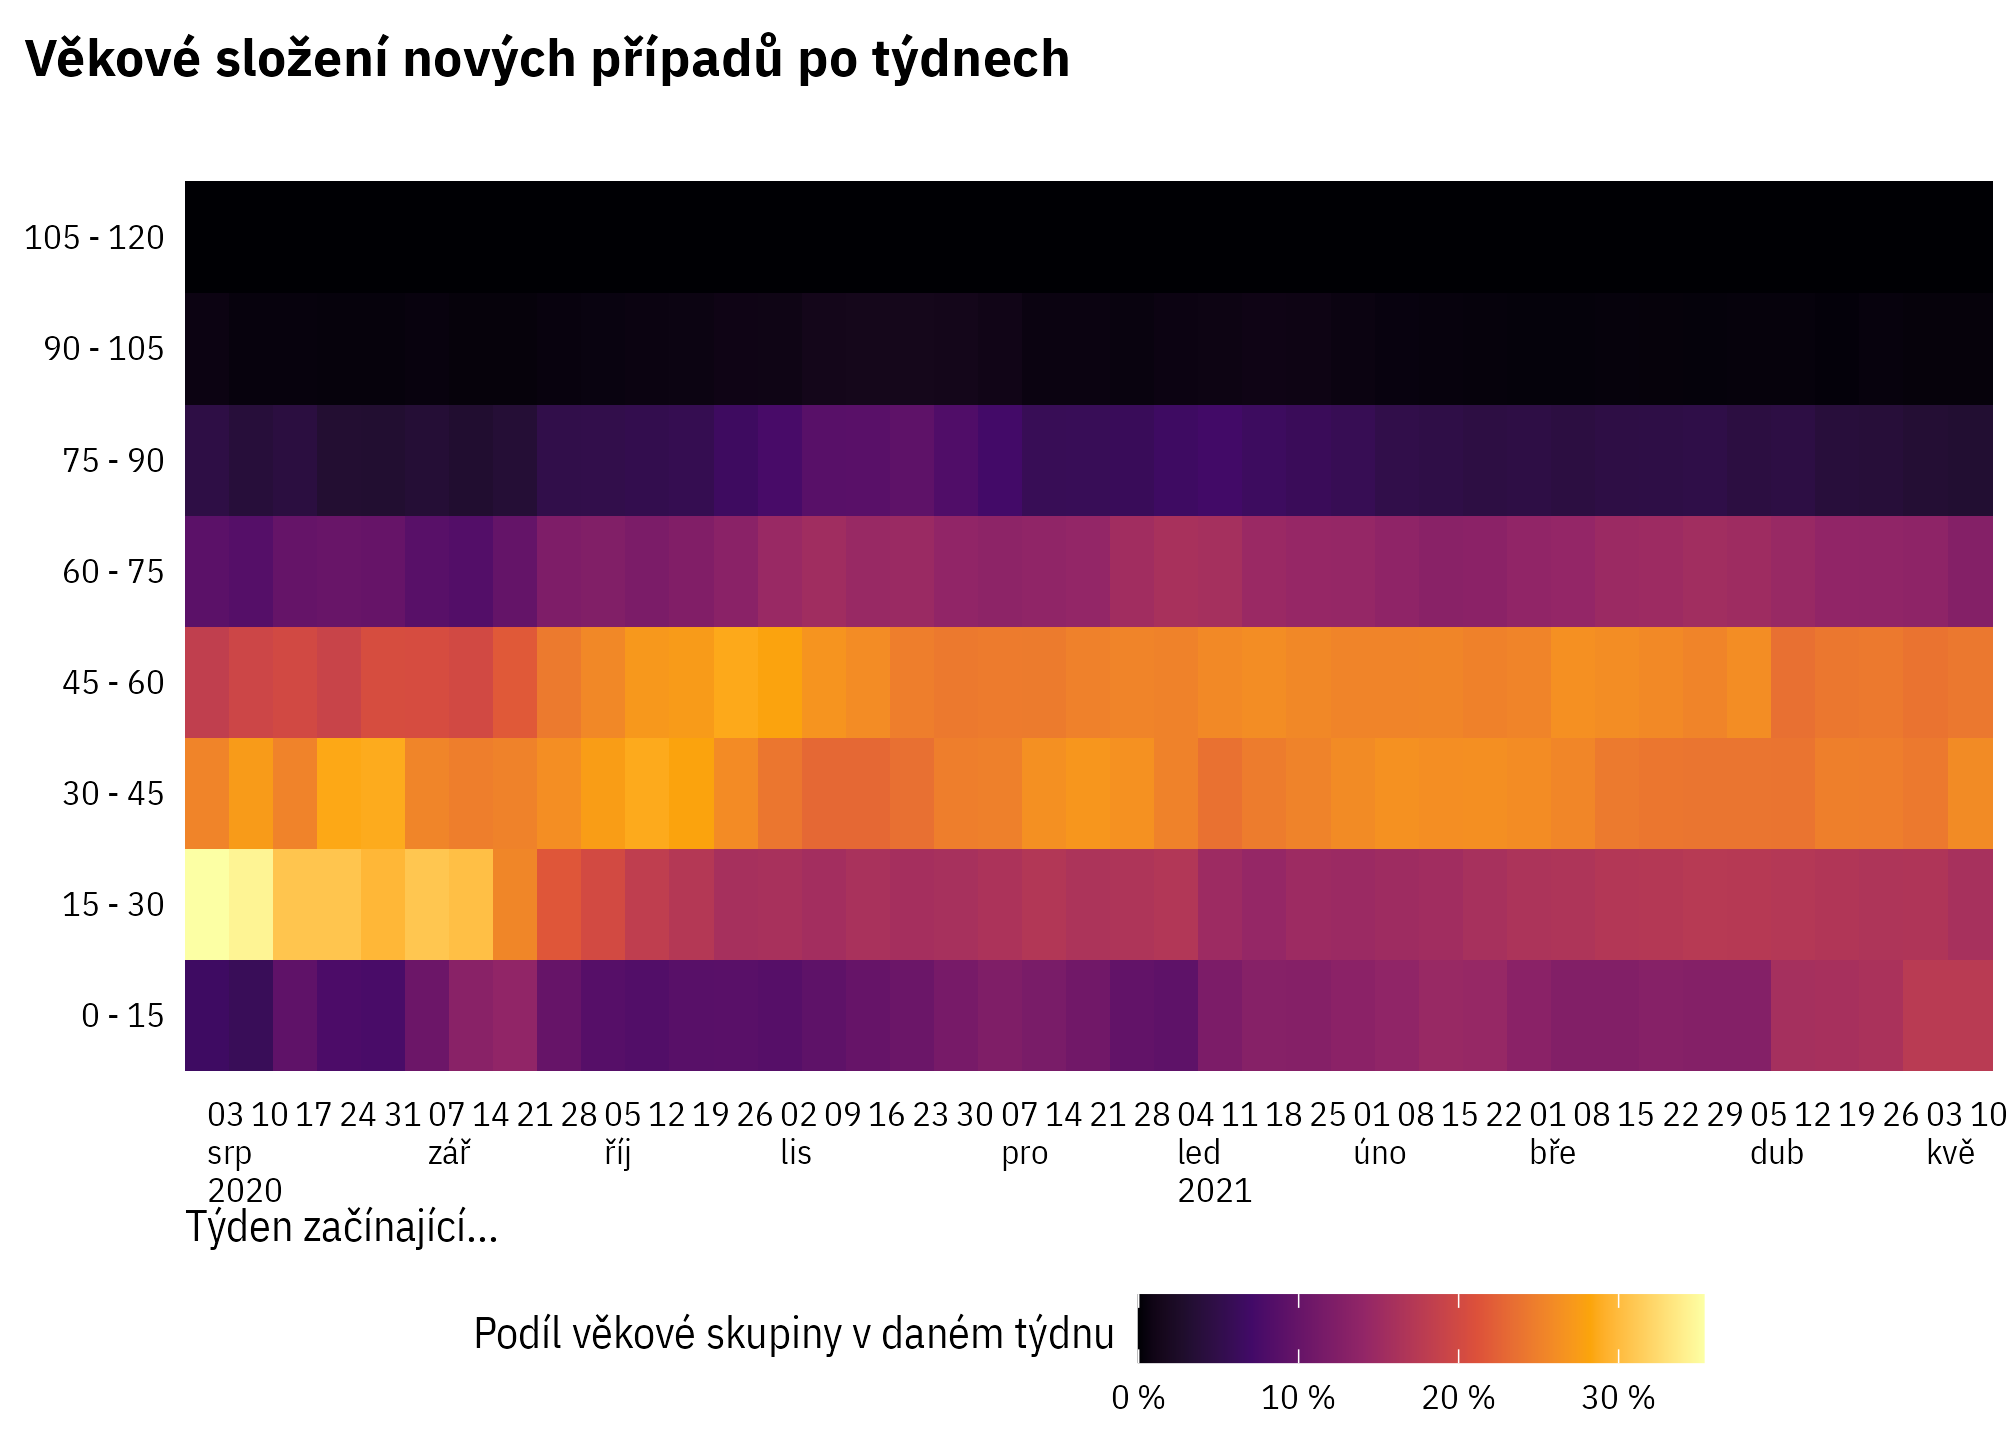 Věkové složení nových případů po týdnech
105 - 120
90 - 105
75 - 90
60 - 75
45 - 60
30 - 45
15 - 30
0 - 15
03 10 17 24 31 07 14 21 28 05 12 19 26 02 09 16 23 30 07 14 21 28 04 11 18 25 01 08 15 22 01 08 15 22 29 05 12 19 26 03 10
srp zář říj lis pro led úno bře dub kvě
2020 2021
Týden začínající...
Podíl věkové skupiny v daném týdnu
0 % 10 % 20 % 30 %